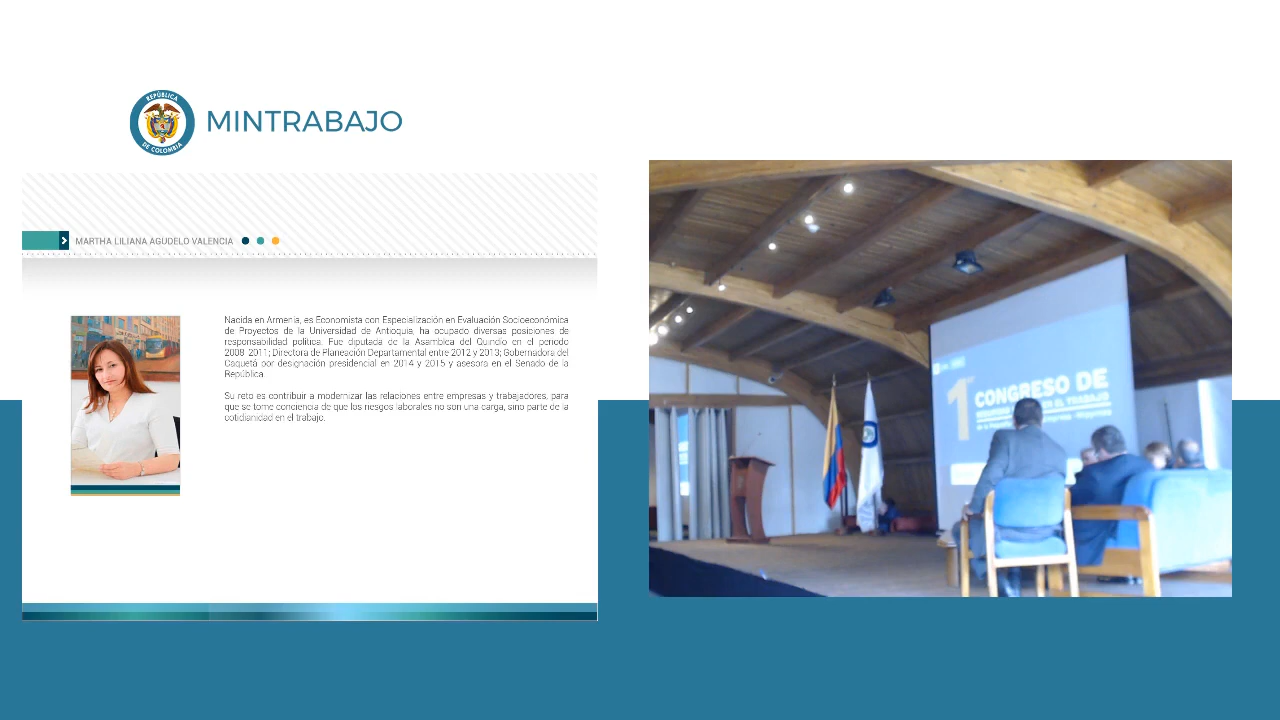 REPÚBLICA
DE COLOMBIA
MINTRABAJO
MARTHA LILIANA AGUDELO VALENCIA
Nacida en Armenia, es Economista con Especialización en Evaluación Socioeconómica
de Proyectos de la Universidad de Antioquia, ha ocupado diversas posiciones de
responsabilidad política. Fue diputada de la Asamblea del Quindío en el periodo
2008-2011; Directora de Planeación Departamental entre 2012 y 2013; Gobernadora del
Caquetá por designación presidencial en 2014 y 2015 y asesora en el Senado de la
República.
Su reto es contribuir a modernizar las relaciones entre empresas y trabajadores, para
que se tome conciencia de que los riesgos laborales no son una carga, sino parte de la
cotidianidad en el trabajo.
1er CONGRESO DE
EN EL TRABAJO